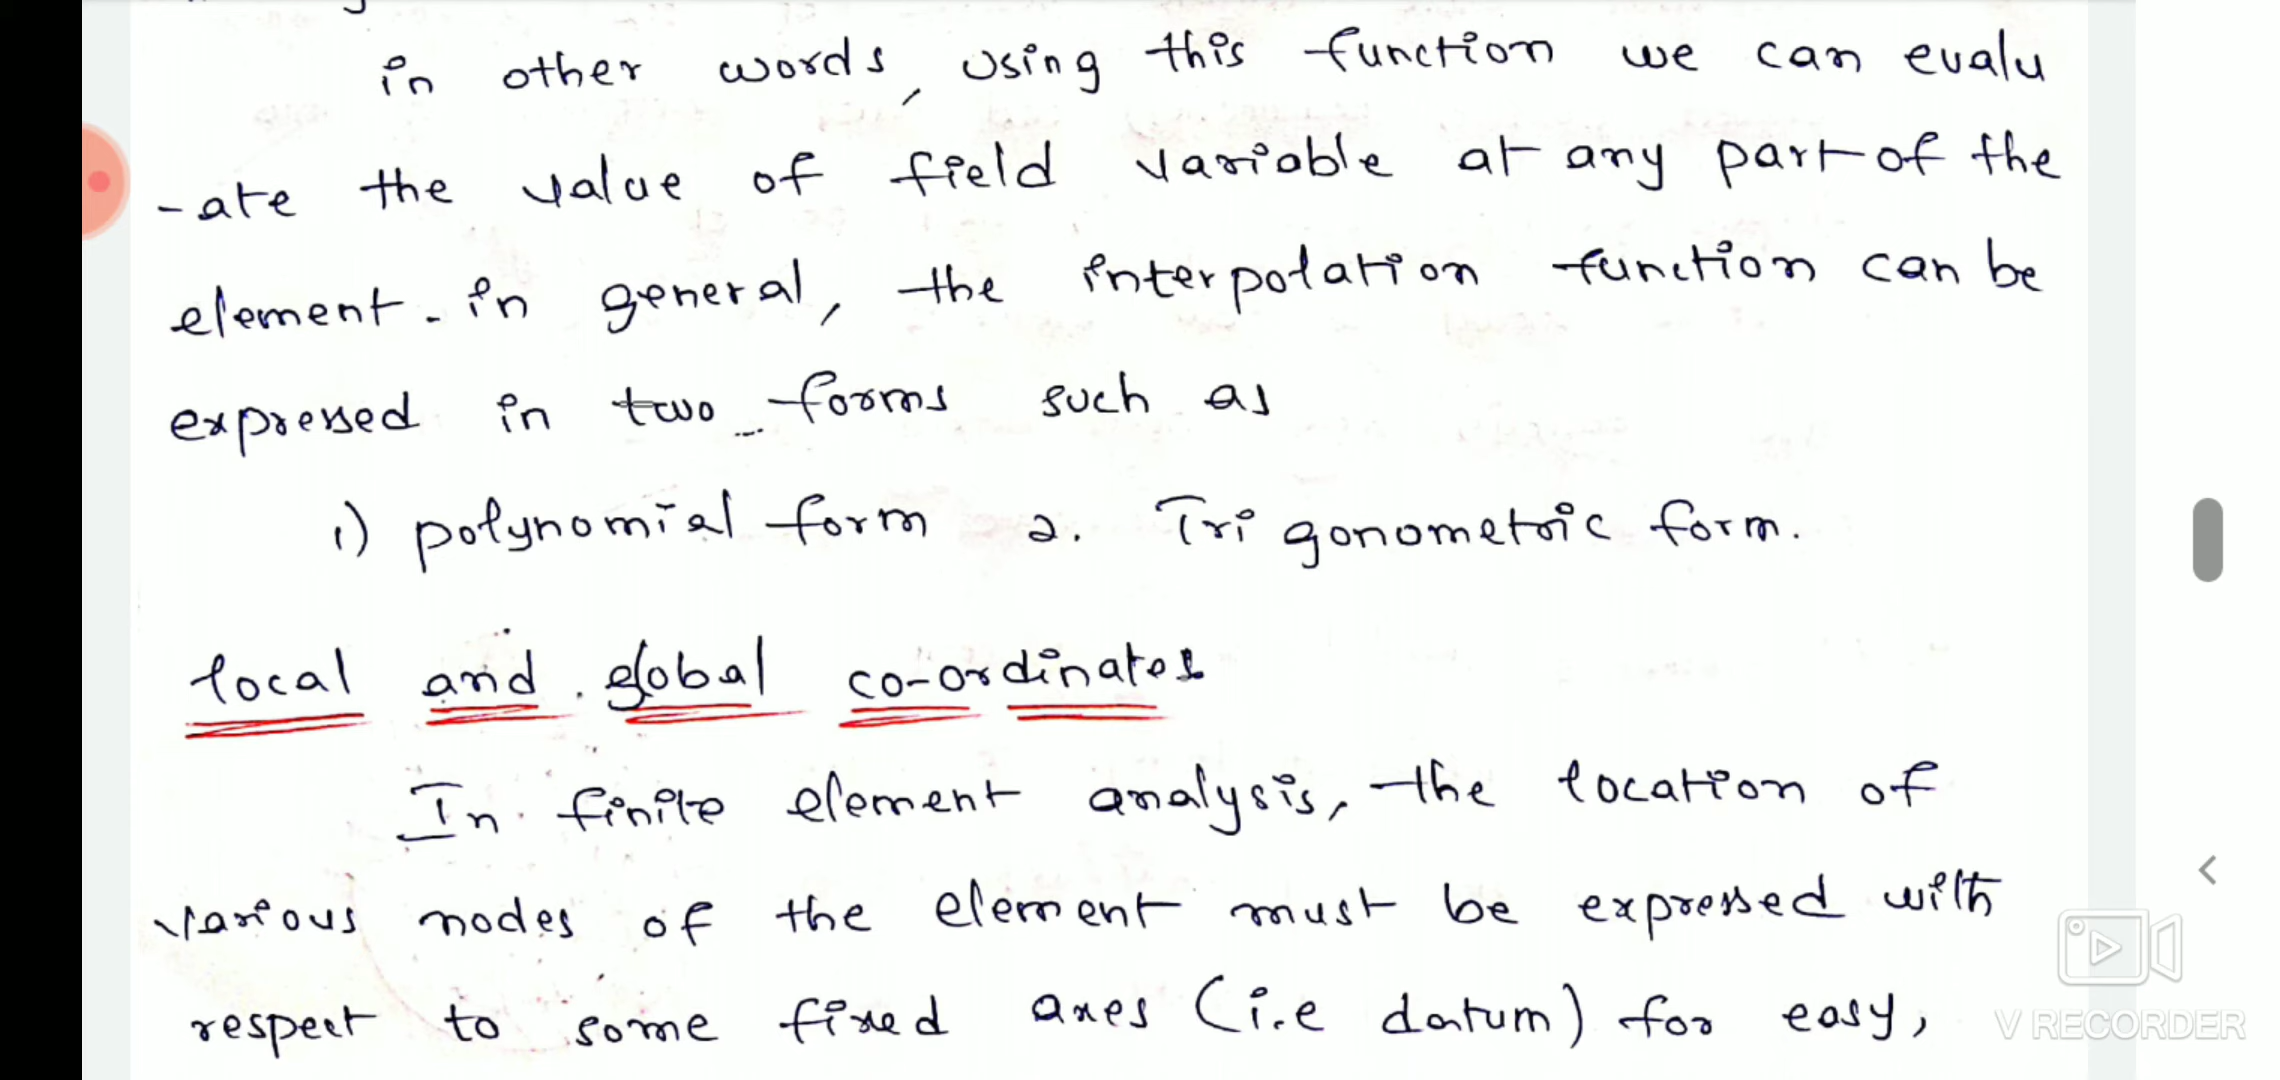 in other words, using this function we can evalu
-ate the value of field variable at any part of the
element. in general, the interpolation function can be
expressed in two forms such as
1) polynomial form 2. Trigonometric form.
local and global co-ordinates
In finite element analysis, the location of
various nodes of the element must be expressed with
respect to some fixed axes (i.e datum) for easy,
V RECORDER